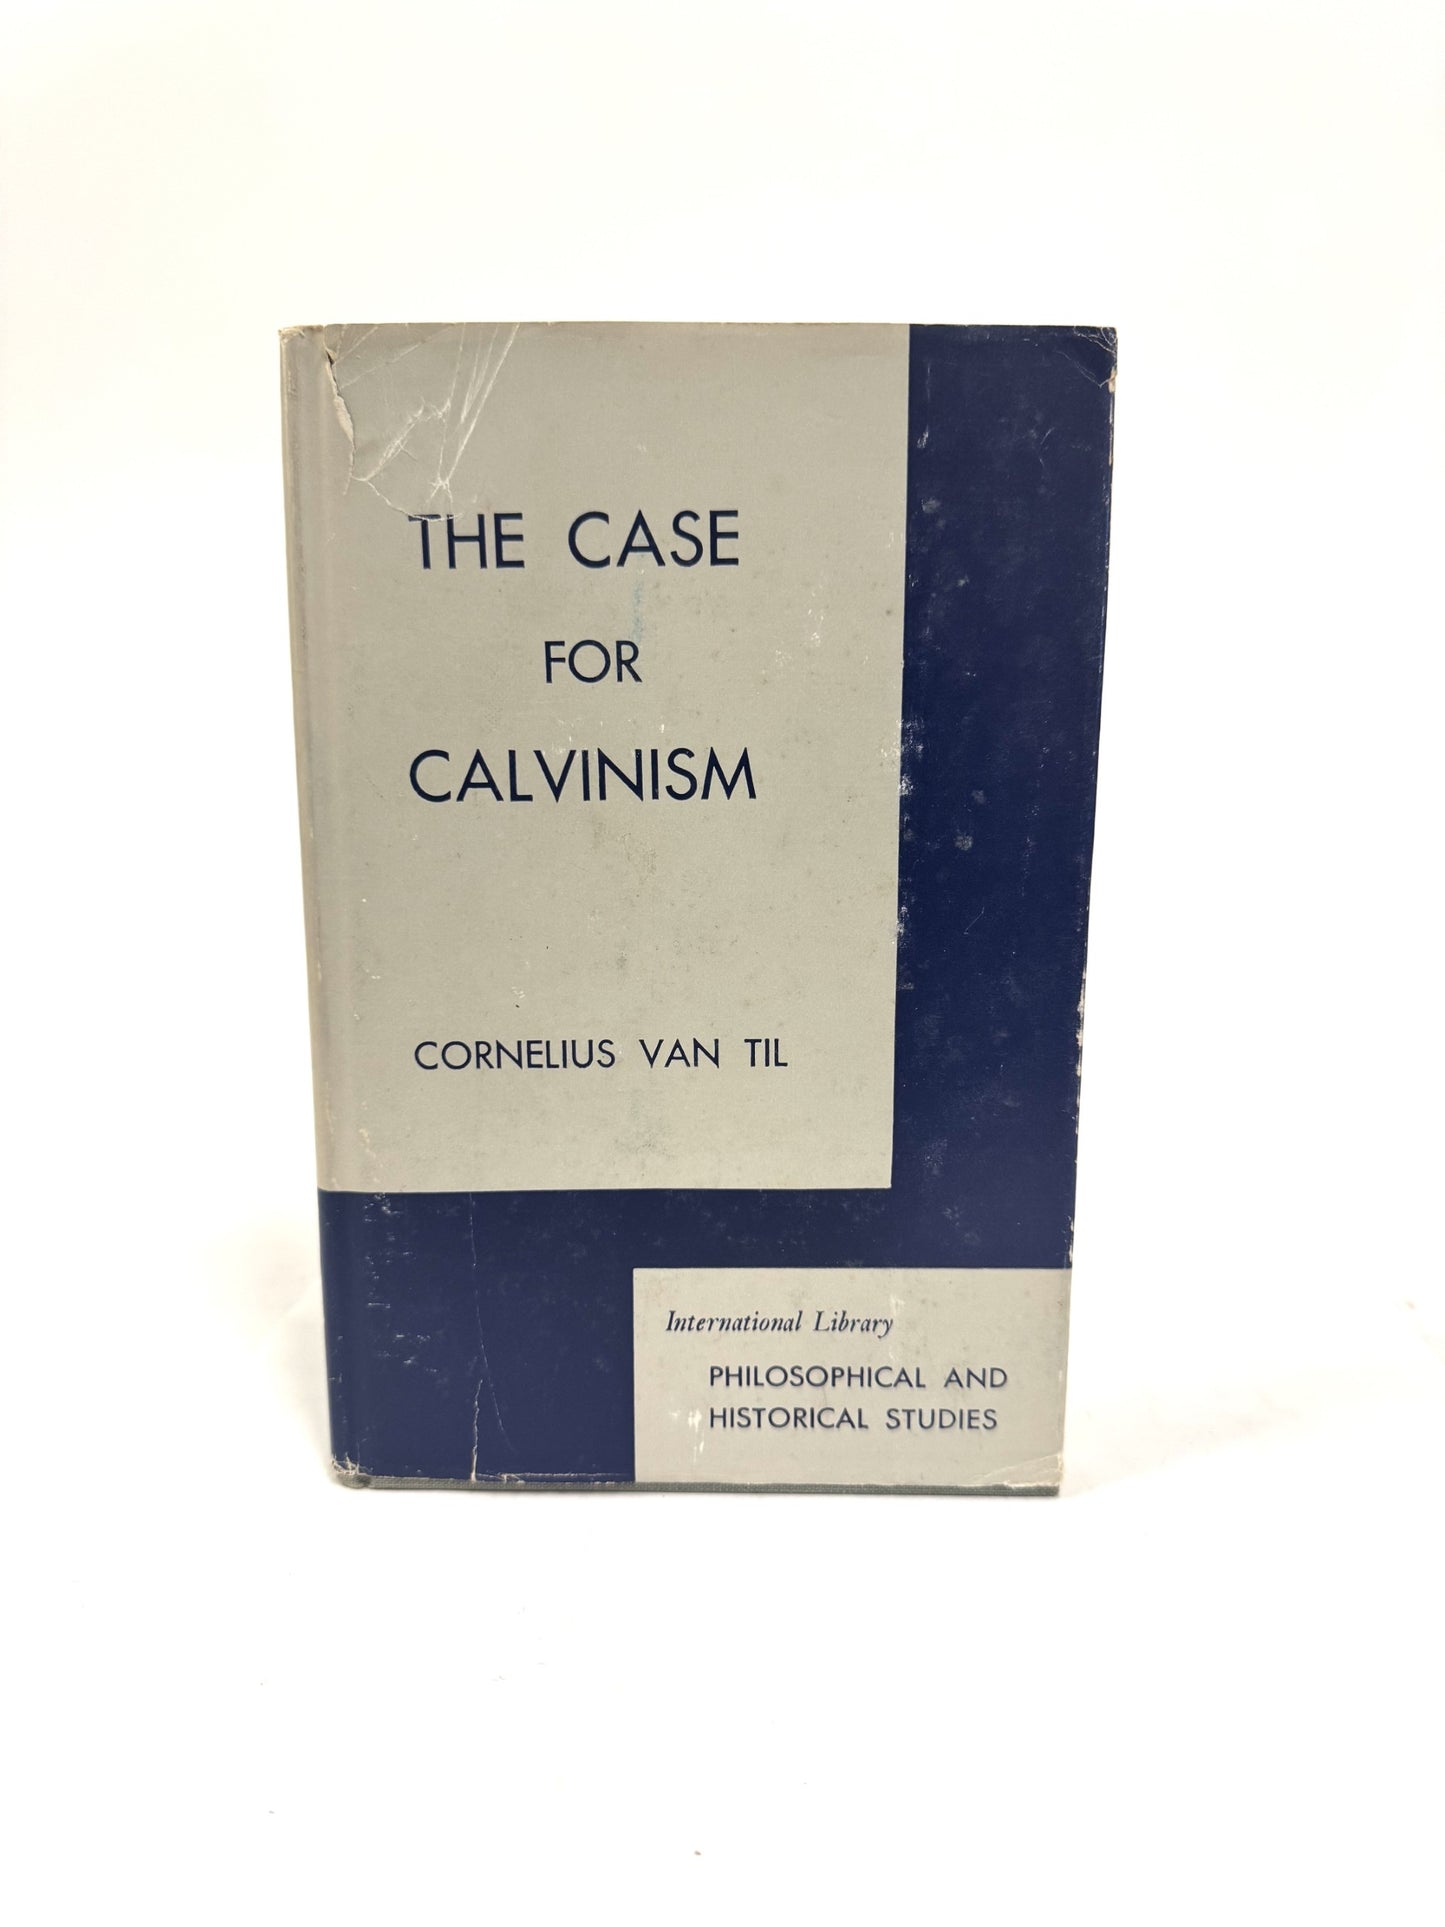 THE CASE
FOR
CALVINISM
CORNELIUS VAN TIL
International Library
PHILOSOPHICAL AND
HISTORICAL STUDIES